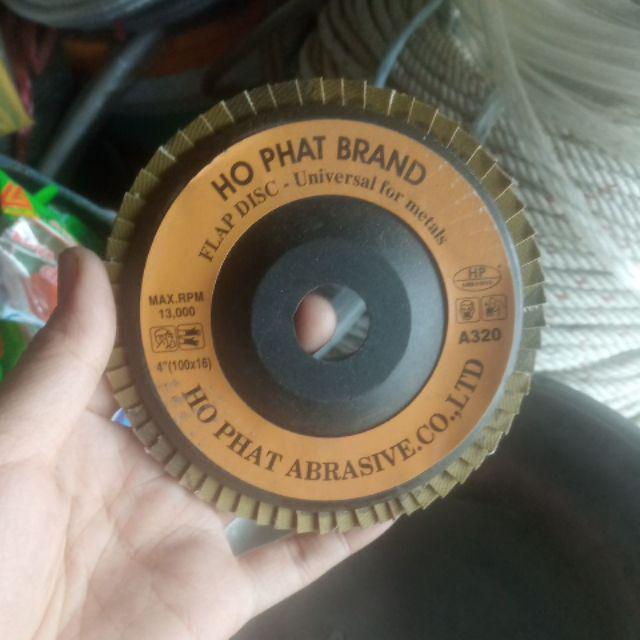 HO PHAT BRAND
FLAP DISC - Universal for metals
MAX.RPM
13,000
4"(100x16)
HP
A320
HO PHAT ABRASIVE.CO.,LTD